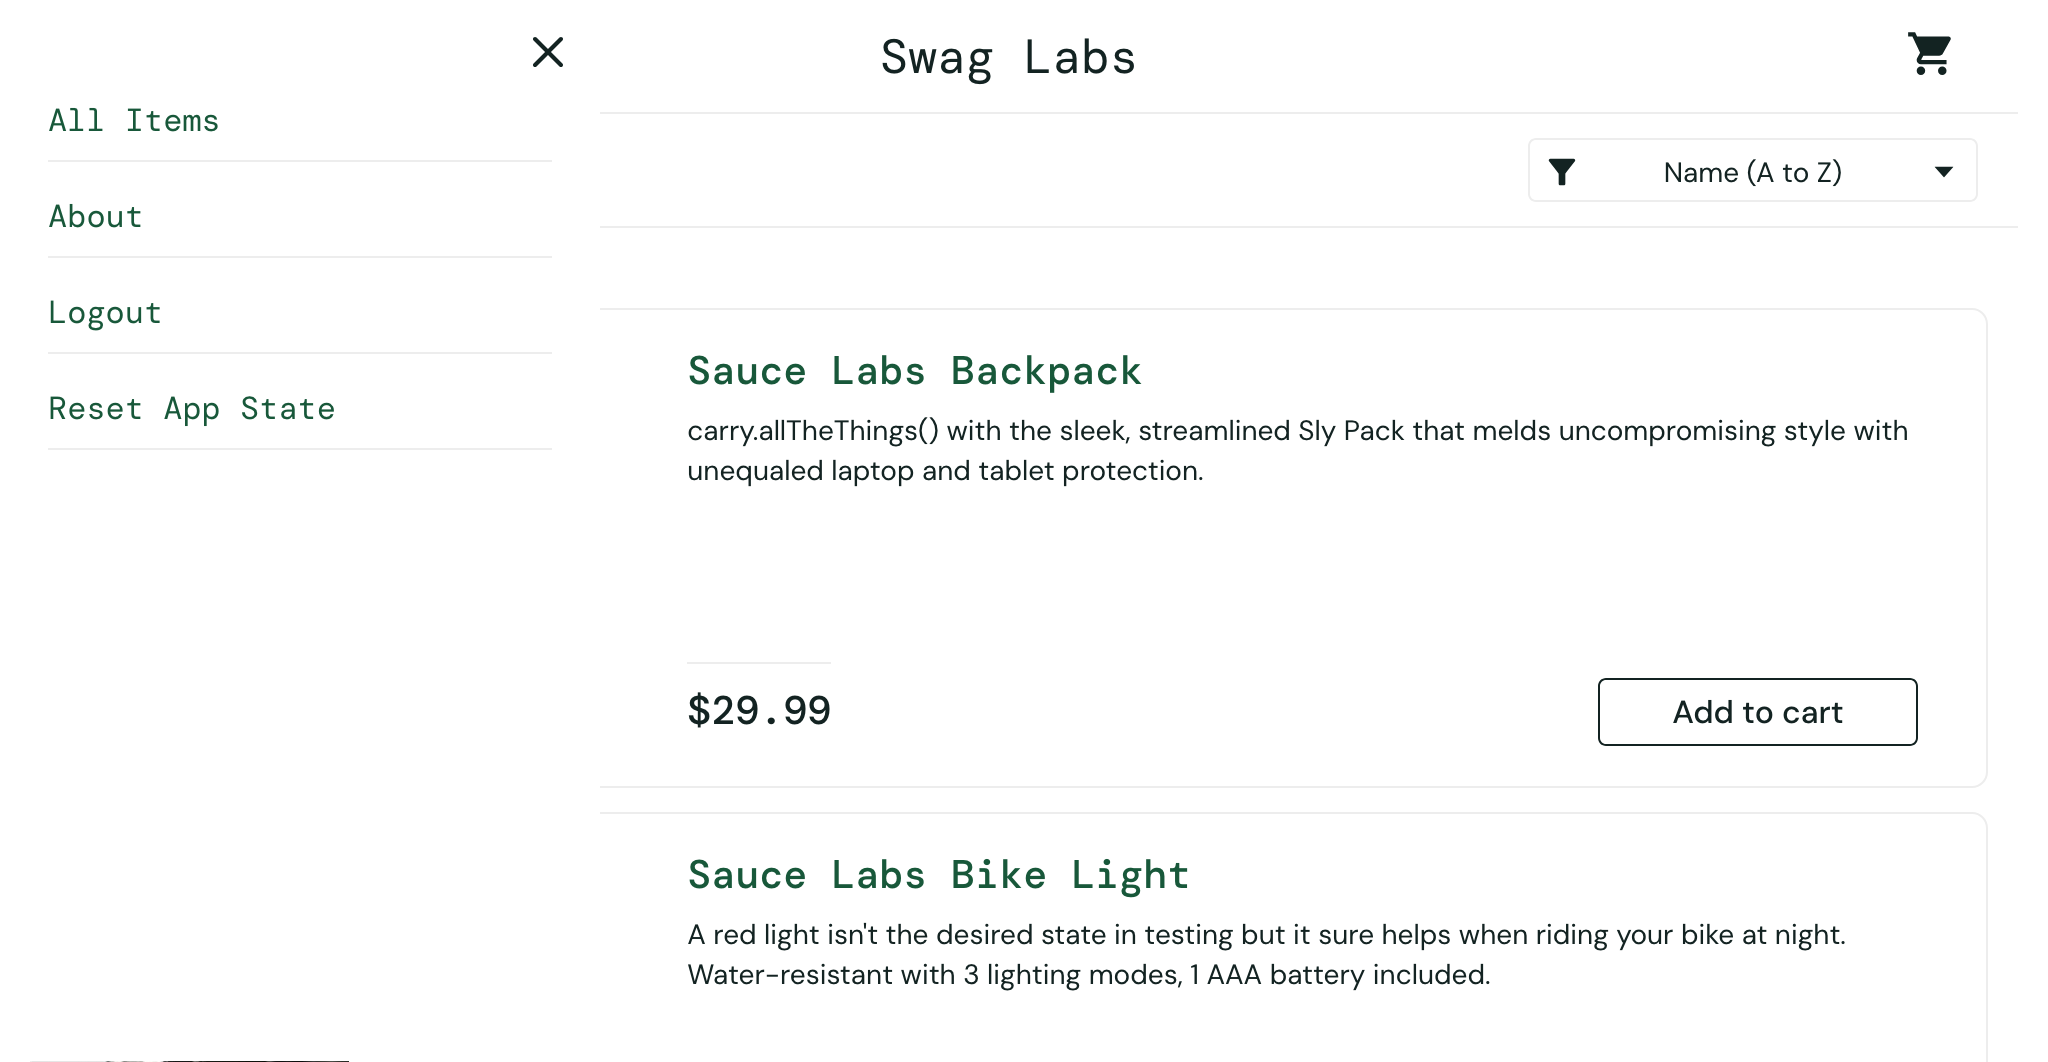 All Items
About
Logout
Reset App State
Swag Labs
Name (A to Z)
Sauce Labs Backpack
carry.allTheThings() with the sleek, streamlined Sly Pack that melds uncompromising style with
unequaled laptop and tablet protection.
$29.99
Add to cart
Sauce Labs Bike Light
A red light isn't the desired state in testing but it sure helps when riding your bike at night.
Water-resistant with 3 lighting modes, 1 AAA battery included.